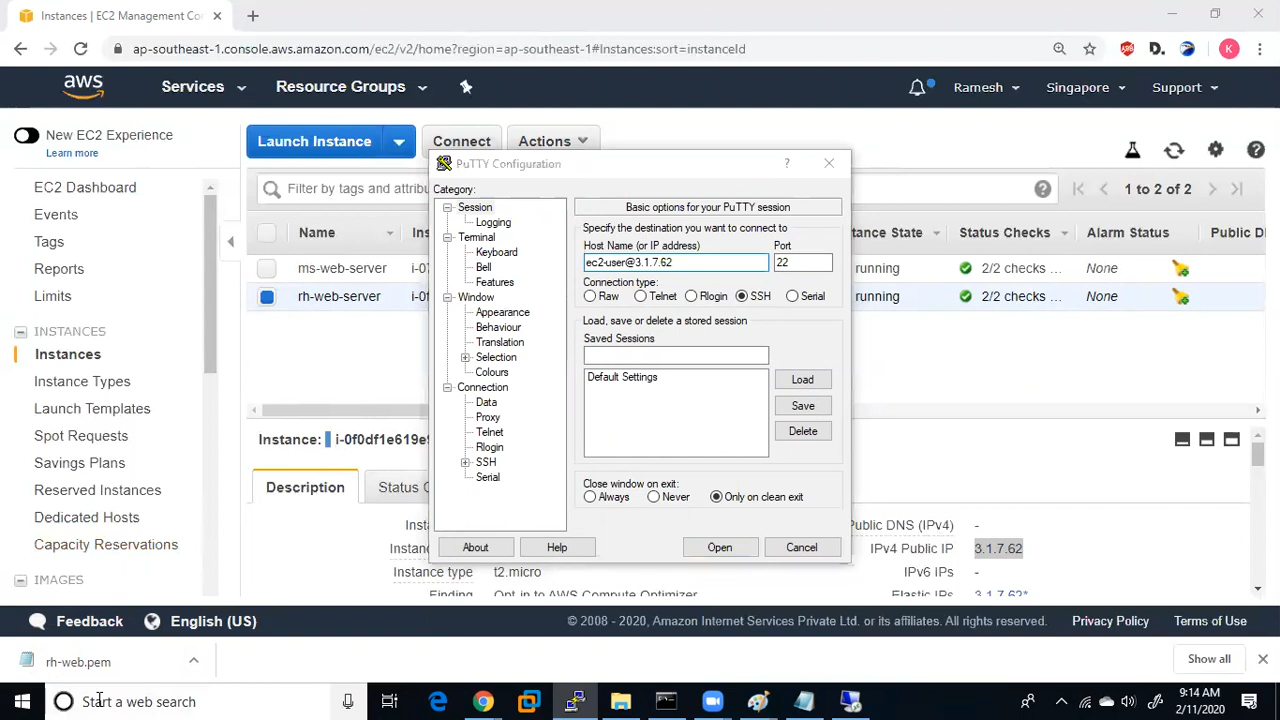 Instances | EC2 Management Co
ap-southeast-1.console.aws.amazon.com/ec2/v2/home?region=ap-southeast-1#Instances:sort=instanceId
ABP
D.
K
aws
Services
Resource Groups
Ramesh
Singapore
Support
New EC2 Experience
Learn more
EC2 Dashboard
Events
Tags
Reports
Limits
INSTANCES
Instances
Instance Types
Launch Templates
Spot Requests
Savings Plans
Reserved Instances
Dedicated Hosts
Capacity Reservations
IMAGES
Launch Instance
Connect
Actions
Filter by tags and attribu
1 to 2 of 2
Name
Ins
stance State
Status Checks
Alarm Status
Public D
ms-web-server
i-0
running
2/2 checks ...
None
rh-web-server
i-0f
running
2/2 checks ...
None
Instance:
i-0f0df1e619e9
Description
Status C
Inst
Instanc
Instance type
t2.micro
Finding
Opt-in to AWS Compute Optimizer
Public DNS (IPv4)
-
IPv4 Public IP
3.1.7.62
IPv6 IPs
-
Elastic IPs
3.1.7.62*
PuTTY Configuration
?
Category:
Session
Logging
Terminal
Keyboard
Bell
Features
Window
Appearance
Behaviour
Translation
Selection
Colours
Connection
Data
Proxy
Telnet
Rlogin
SSH
Serial
Basic options for your PuTTY session
Specify the destination you want to connect to
Host Name (or IP address)
Port
ec2-user@3.1.7.62
22
Connection type:
Raw
Telnet
Rlogin
SSH
Serial
Load, save or delete a stored session
Saved Sessions
Default Settings
Load
Save
Delete
Close window on exit:
Always
Never
Only on clean exit
About
Help
Open
Cancel
Feedback
English (US)
© 2008 - 2020, Amazon Internet Services Private Ltd. or its affiliates. All rights reserved.
Privacy Policy
Terms of Use
rh-web.pem
Show all
Start a web search
9:14 AM
2/11/2020